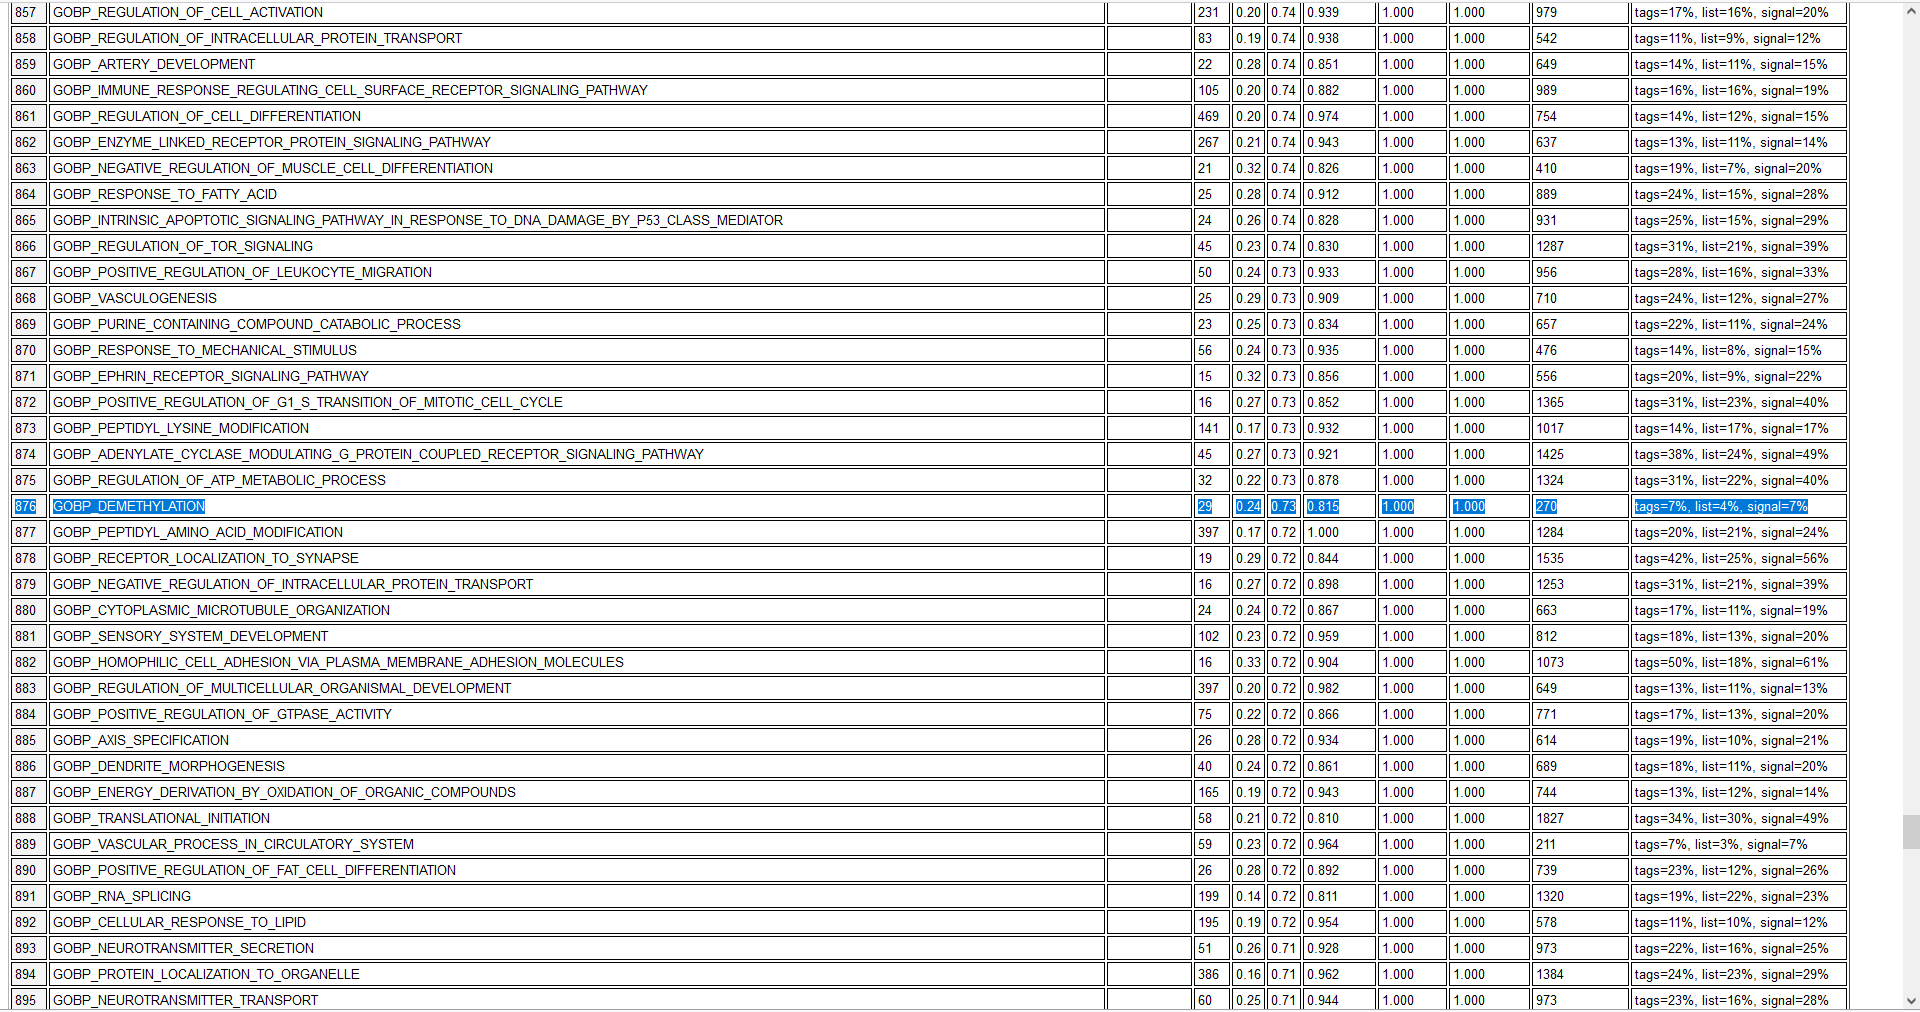 857 GOBP_REGULATION_OF_CELL_ACTIVATION 231 0.20 0.74 0.939 1.000 1.000 979 tags=17%, list=16%, signal=20%
858 GOBP_REGULATION_OF_INTRACELLULAR_PROTEIN_TRANSPORT 83 0.19 0.74 0.938 1.000 1.000 542 tags=11%, list=9%, signal=12%
859 GOBP_ARTERY_DEVELOPMENT 22 0.28 0.74 0.851 1.000 1.000 649 tags=14%, list=11%, signal=15%
860 GOBP_IMMUNE_RESPONSE_REGULATING_CELL_SURFACE_RECEPTOR_SIGNALING_PATHWAY 105 0.20 0.74 0.882 1.000 1.000 989 tags=16%, list=16%, signal=19%
861 GOBP_REGULATION_OF_CELL_DIFFERENTIATION 469 0.20 0.74 0.974 1.000 1.000 754 tags=14%, list=12%, signal=15%
862 GOBP_ENZYME_LINKED_RECEPTOR_PROTEIN_SIGNALING_PATHWAY 267 0.21 0.74 0.943 1.000 1.000 637 tags=13%, list=11%, signal=14%
863 GOBP_NEGATIVE_REGULATION_OF_MUSCLE_CELL_DIFFERENTIATION 21 0.32 0.74 0.826 1.000 1.000 410 tags=19%, list=7%, signal=20%
864 GOBP_RESPONSE_TO_FATTY_ACID 25 0.28 0.74 0.912 1.000 1.000 889 tags=24%, list=15%, signal=28%
865 GOBP_INTRINSIC_APOPTOTIC_SIGNALING_PATHWAY_IN_RESPONSE_TO_DNA_DAMAGE_BY_P53_CLASS_MEDIATOR 24 0.26 0.74 0.828 1.000 1.000 931 tags=25%, list=15%, signal=29%
866 GOBP_REGULATION_OF_TOR_SIGNALING 45 0.23 0.74 0.830 1.000 1.000 1287 tags=31%, list=21%, signal=39%
867 GOBP_POSITIVE_REGULATION_OF_LEUKOCYTE_MIGRATION 50 0.24 0.73 0.933 1.000 1.000 956 tags=28%, list=16%, signal=33%
868 GOBP_VASCULOGENESIS 25 0.29 0.73 0.909 1.000 1.000 710 tags=24%, list=12%, signal=27%
869 GOBP_PURINE_CONTAINING_COMPOUND_CATABOLIC_PROCESS 23 0.25 0.73 0.834 1.000 1.000 657 tags=22%, list=11%, signal=24%
870 GOBP_RESPONSE_TO_MECHANICAL_STIMULUS 56 0.24 0.73 0.935 1.000 1.000 476 tags=14%, list=8%, signal=15%
871 GOBP_EPHRIN_RECEPTOR_SIGNALING_PATHWAY 15 0.32 0.73 0.856 1.000 1.000 556 tags=20%, list=9%, signal=22%
872 GOBP_POSITIVE_REGULATION_OF_G1_S_TRANSITION_OF_MITOTIC_CELL_CYCLE 16 0.27 0.73 0.852 1.000 1.000 1365 tags=31%, list=23%, signal=40%
873 GOBP_PEPTIDYL_LYSINE_MODIFICATION 141 0.17 0.73 0.932 1.000 1.000 1017 tags=14%, list=17%, signal=17%
874 GOBP_ADENYLATE_CYCLASE_MODULATING_G_PROTEIN_COUPLED_RECEPTOR_SIGNALING_PATHWAY 45 0.27 0.73 0.921 1.000 1.000 1425 tags=38%, list=24%, signal=49%
875 GOBP_REGULATION_OF_ATP_METABOLIC_PROCESS 32 0.22 0.73 0.878 1.000 1.000 1324 tags=31%, list=22%, signal=40%
876 GOBP_DEMETHYLATION 29 0.24 0.73 0.815 1.000 1.000 270 tags=7%, list=4%, signal=7%
877 GOBP_PEPTIDYL_AMINO_ACID_MODIFICATION 397 0.17 0.72 1.000 1.000 1.000 1284 tags=20%, list=21%, signal=24%
878 GOBP_RECEPTOR_LOCALIZATION_TO_SYNAPSE 19 0.29 0.72 0.844 1.000 1.000 1535 tags=42%, list=25%, signal=56%
879 GOBP_NEGATIVE_REGULATION_OF_INTRACELLULAR_PROTEIN_TRANSPORT 16 0.27 0.72 0.898 1.000 1.000 1253 tags=31%, list=21%, signal=39%
880 GOBP_CYTOPLASMIC_MICROTUBULE_ORGANIZATION 24 0.24 0.72 0.867 1.000 1.000 663 tags=17%, list=11%, signal=19%
881 GOBP_SENSORY_SYSTEM_DEVELOPMENT 102 0.23 0.72 0.959 1.000 1.000 812 tags=18%, list=13%, signal=20%
882 GOBP_HOMOPHILIC_CELL_ADHESION_VIA_PLASMA_MEMBRANE_ADHESION_MOLECULES 16 0.33 0.72 0.904 1.000 1.000 1073 tags=50%, list=18%, signal=61%
883 GOBP_REGULATION_OF_MULTICELLULAR_ORGANISMAL_DEVELOPMENT 397 0.20 0.72 0.982 1.000 1.000 649 tags=13%, list=11%, signal=13%
884 GOBP_POSITIVE_REGULATION_OF_GTPASE_ACTIVITY 75 0.22 0.72 0.866 1.000 1.000 771 tags=17%, list=13%, signal=20%
885 GOBP_AXIS_SPECIFICATION 26 0.28 0.72 0.934 1.000 1.000 614 tags=19%, list=10%, signal=21%
886 GOBP_DENDRITE_MORPHOGENESIS 40 0.24 0.72 0.861 1.000 1.000 689 tags=18%, list=11%, signal=20%
887 GOBP_ENERGY_DERIVATION_BY_OXIDATION_OF_ORGANIC_COMPOUNDS 165 0.19 0.72 0.943 1.000 1.000 744 tags=13%, list=12%, signal=14%
888 GOBP_TRANSLATIONAL_INITIATION 58 0.21 0.72 0.810 1.000 1.000 1827 tags=34%, list=30%, signal=49%
889 GOBP_VASCULAR_PROCESS_IN_CIRCULATORY_SYSTEM 59 0.23 0.72 0.964 1.000 1.000 211 tags=7%, list=3%, signal=7%
890 GOBP_POSITIVE_REGULATION_OF_FAT_CELL_DIFFERENTIATION 26 0.28 0.72 0.892 1.000 1.000 739 tags=23%, list=12%, signal=26%
891 GOBP_RNA_SPLICING 199 0.14 0.72 0.811 1.000 1.000 1320 tags=19%, list=22%, signal=23%
892 GOBP_CELLULAR_RESPONSE_TO_LIPID 195 0.19 0.72 0.954 1.000 1.000 578 tags=11%, list=10%, signal=12%
893 GOBP_NEUROTRANSMITTER_SECRETION 51 0.26 0.71 0.928 1.000 1.000 973 tags=22%, list=16%, signal=25%
894 GOBP_PROTEIN_LOCALIZATION_TO_ORGANELLE 386 0.16 0.71 0.962 1.000 1.000 1384 tags=24%, list=23%, signal=29%
895 GOBP_NEUROTRANSMITTER_TRANSPORT 60 0.25 0.71 0.944 1.000 1.000 973 tags=23%, list=16%, signal=28%